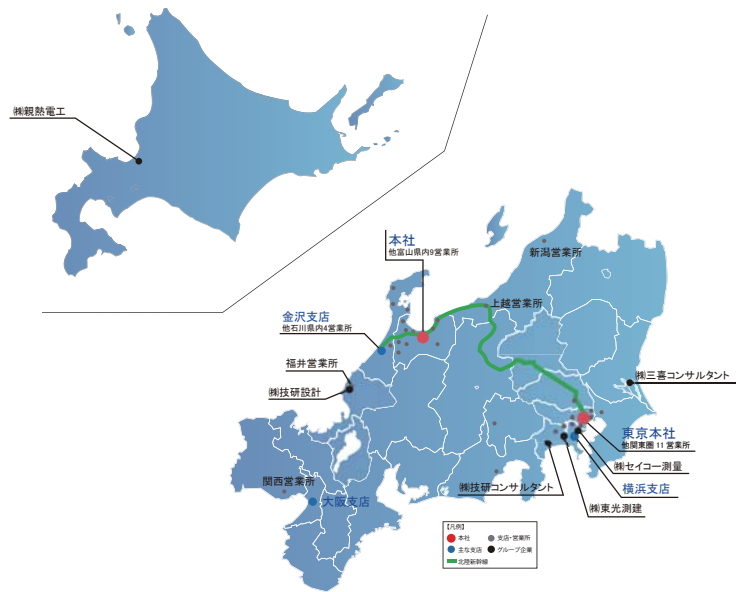 ㈱親熱電工
本社
他富山県内9営業所
新潟営業所
上越営業所
金沢支店
他石川県内4営業所
福井営業所
㈱技研設計
㈱三喜コンサルタント
東京本社
他関東圏 11 営業所
㈱セイコー測量
関西営業所
㈱技研コンサルタント
横浜支店
大阪支店
㈱東光測建
【凡例】
本社
支店・営業所
主な支店
グループ企業
北陸新幹線